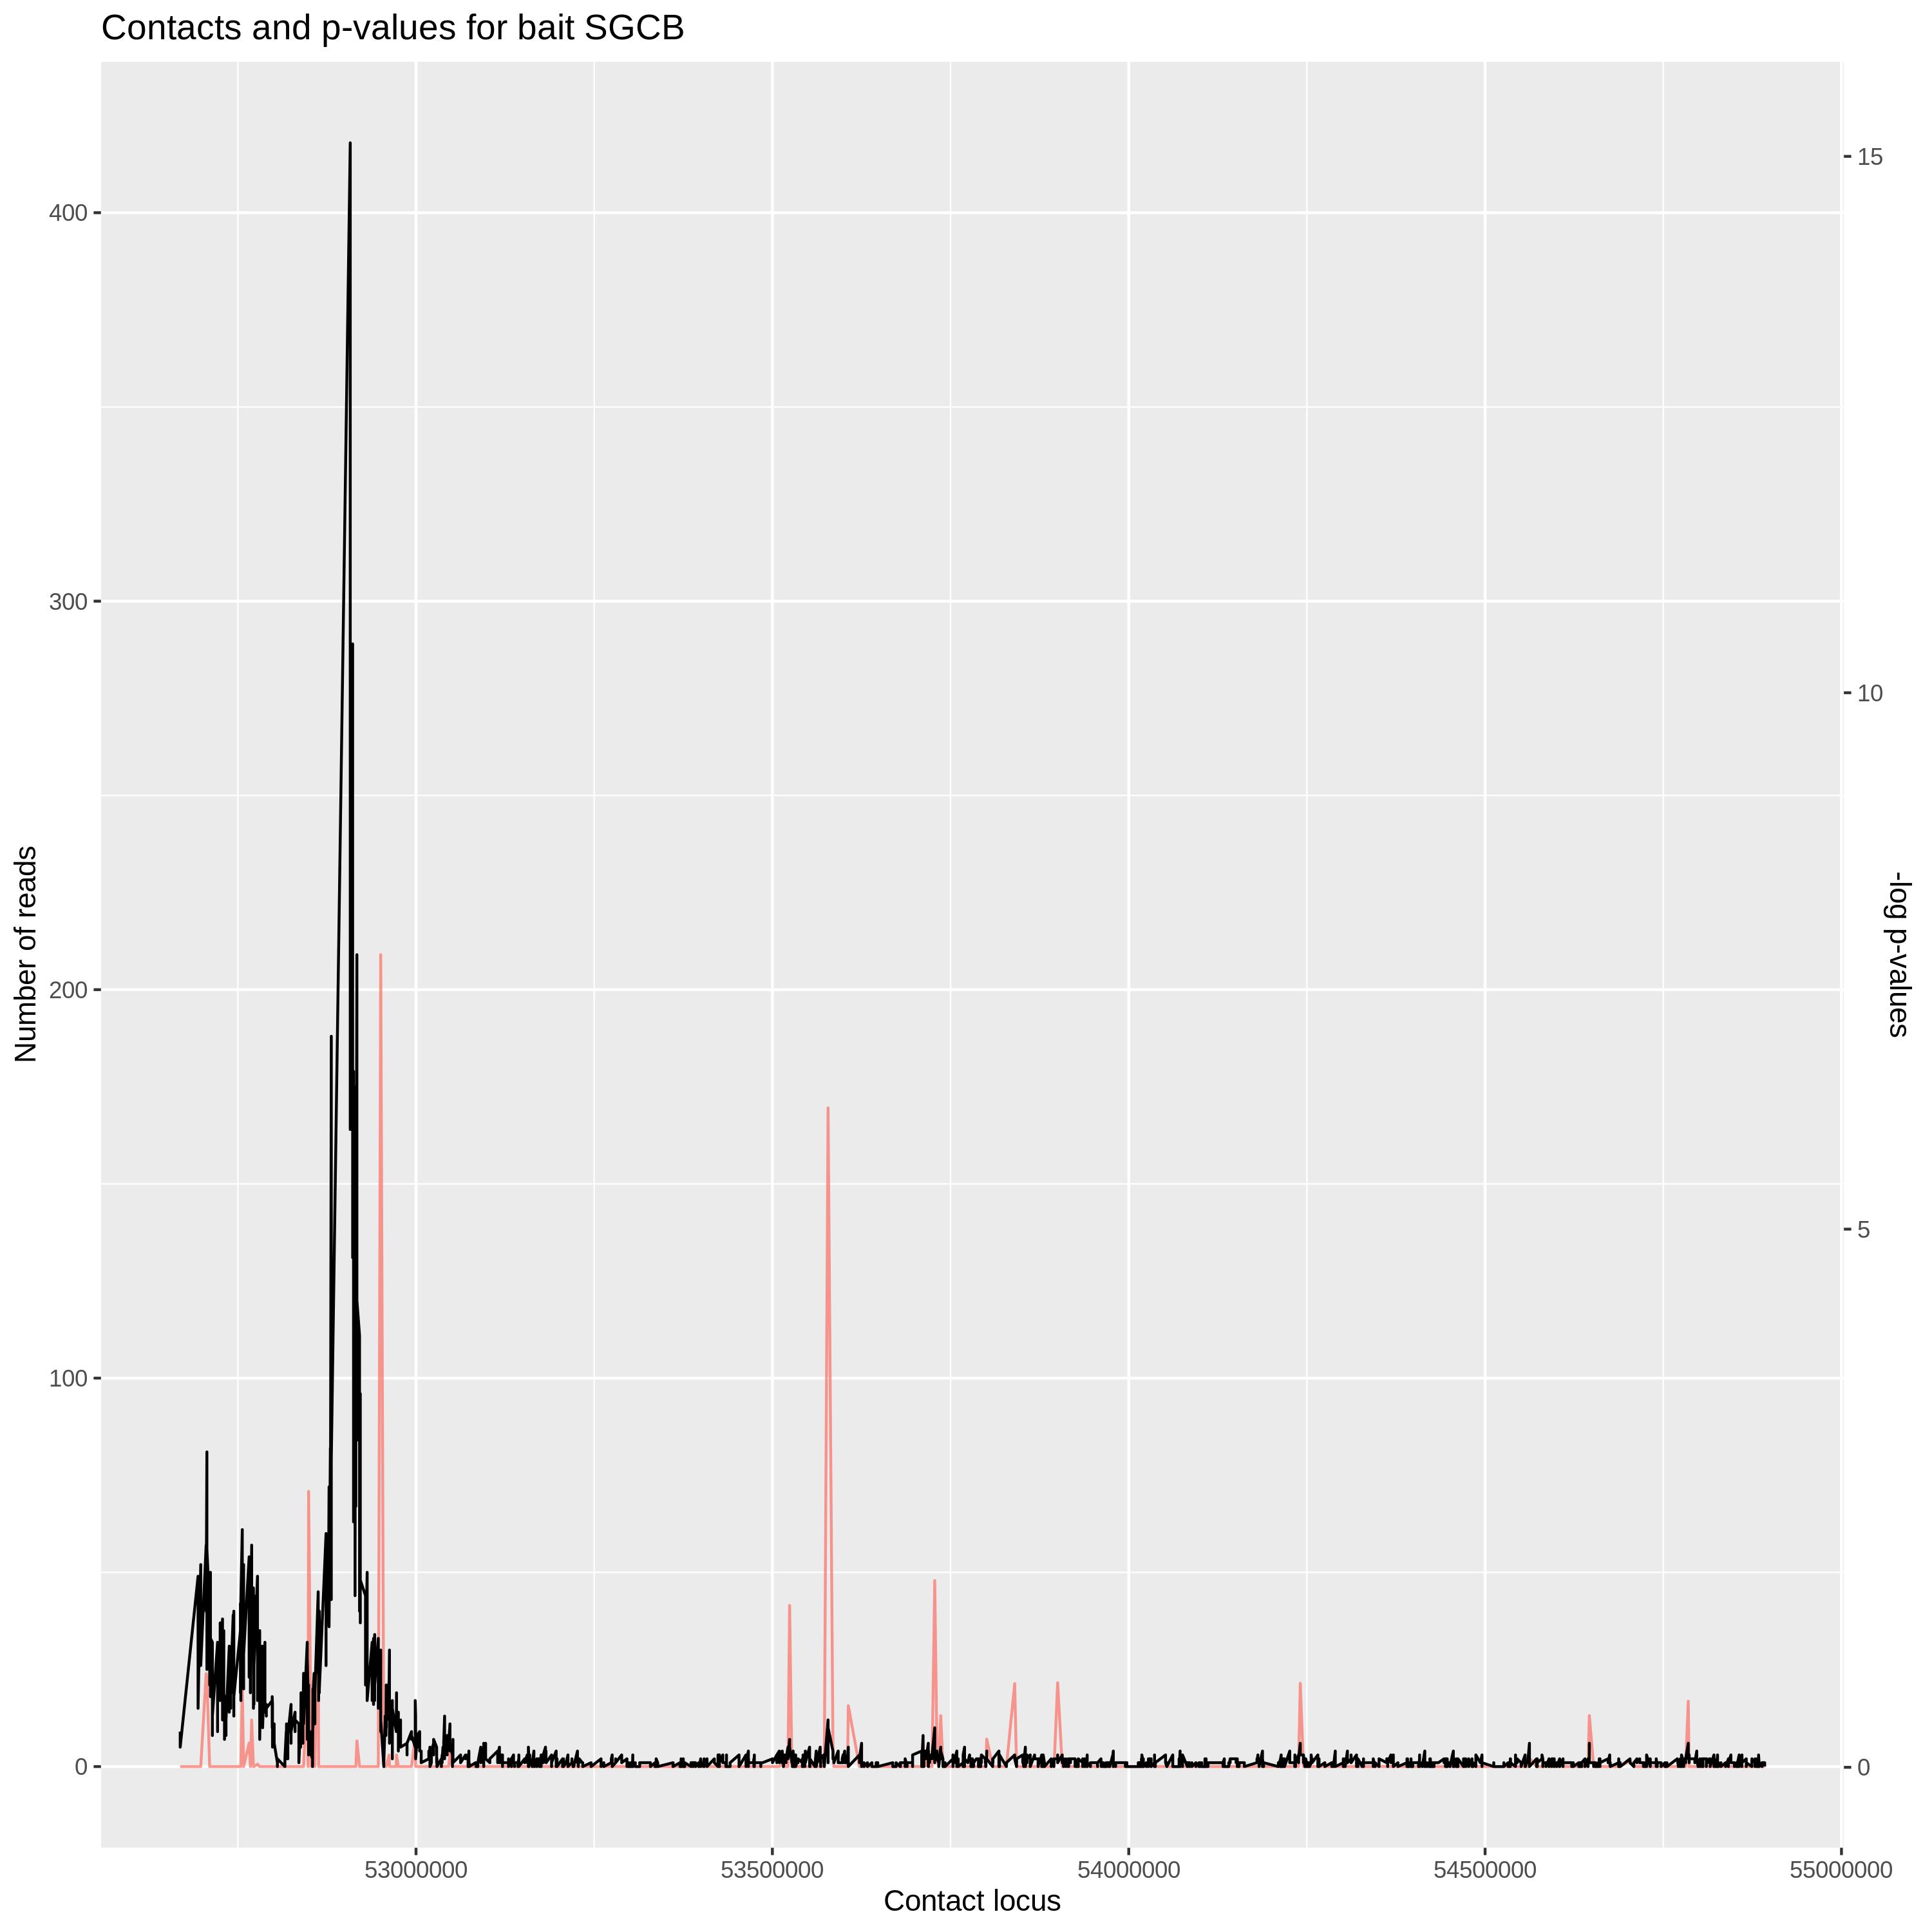 Contacts and p-values for bait SGCB
Number of reads
400
300
200
100
0
15
10
5
0
-log p-values
53000000 53500000 54000000 54500000 55000000
Contact locus